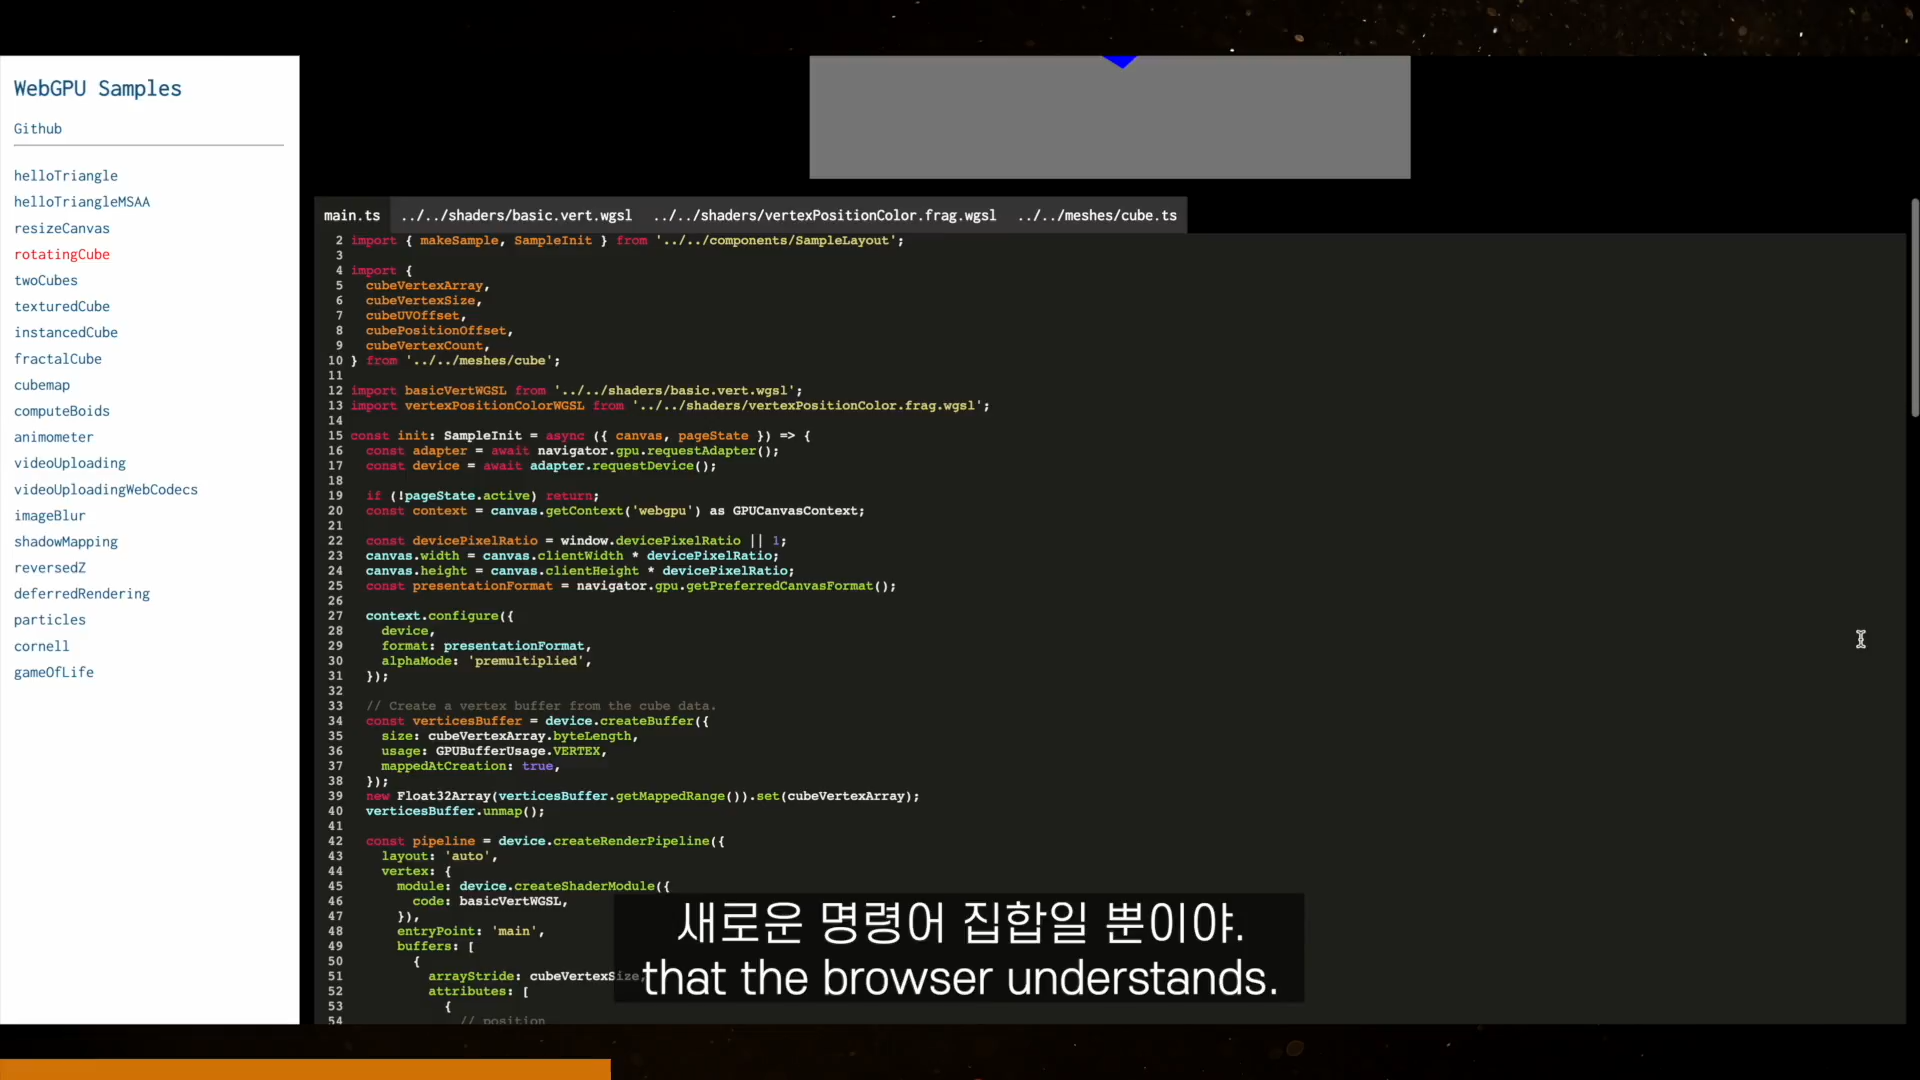 WebGPU Samples
Github
helloTriangle
helloTriangleMSAA
resizeCanvas
rotatingCube
twoCubes
texturedCube
instancedCube
fractalCube
cubemap
computeBoids
animometer
videoUploading
videoUploadingWebCodecs
imageBlur
shadowMapping
reversedZ
deferredRendering
particles
cornell
gameOfLife
main.ts ../../shaders/basic.vert.wgsl ../../shaders/vertexPositionColor.frag.wgsl ../../meshes/cube.ts
2 import { makeSample, SampleInit } from '../../components/SampleLayout';
3
4 import {
5 cubeVertexArray,
6 cubeVertexSize,
7 cubeUVOffset,
8 cubePositionOffset,
9 cubeVertexCount,
10 } from '../../meshes/cube';
11
12 import basicVertWGSL from '../../shaders/basic.vert.wgsl';
13 import vertexPositionColorWGSL from '../../shaders/vertexPositionColor.frag.wgsl';
14
15 const init: SampleInit = async ({ canvas, pageState }) => {
16 const adapter = await navigator.gpu.requestAdapter();
17 const device = await adapter.requestDevice();
18
19 if (!pageState.active) return;
20 const context = canvas.getContext('webgpu') as GPUCanvasContext;
21
22 const devicePixelRatio = window.devicePixelRatio || 1;
23 canvas.width = canvas.clientWidth * devicePixelRatio;
24 canvas.height = canvas.clientHeight * devicePixelRatio;
25 const presentationFormat = navigator.gpu.getPreferredCanvasFormat();
26
27 context.configure({
28 device,
29 format: presentationFormat,
30 alphaMode: 'premultiplied',
31 });
32
33 // Create a vertex buffer from the cube data.
34 const verticesBuffer = device.createBuffer({
35 size: cubeVertexArray.byteLength,
36 usage: GPUBufferUsage.VERTEX,
37 mappedAtCreation: true,
38 });
39 new Float32Array(verticesBuffer.getMappedRange()).set(cubeVertexArray);
40 verticesBuffer.unmap();
41
42 const pipeline = device.createRenderPipeline({
43 layout: 'auto',
44 vertex: {
45 module: device.createShaderModule({
46 code: basicVertWGSL,
47 }),
48 entryPoint: 'main',
49 buffers: [
50 {
51 arrayStride: cubeVertexSize,
52 attributes: [
53 {
54 // position
새로운 명령어 집합일 뿐이야.
that the browser understands.